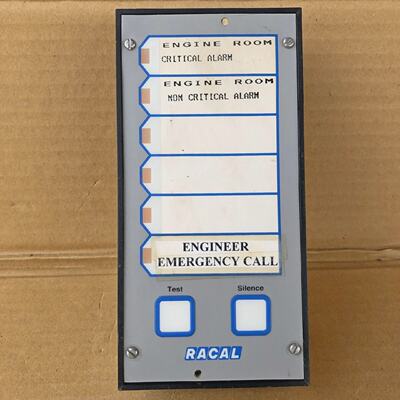 ENGINE ROOM
CRITICAL ALARM
ENGINE ROOM
NON CRITICAL ALARM
ENGINEER
EMERGENCY CALL
Test Silence
RACAL